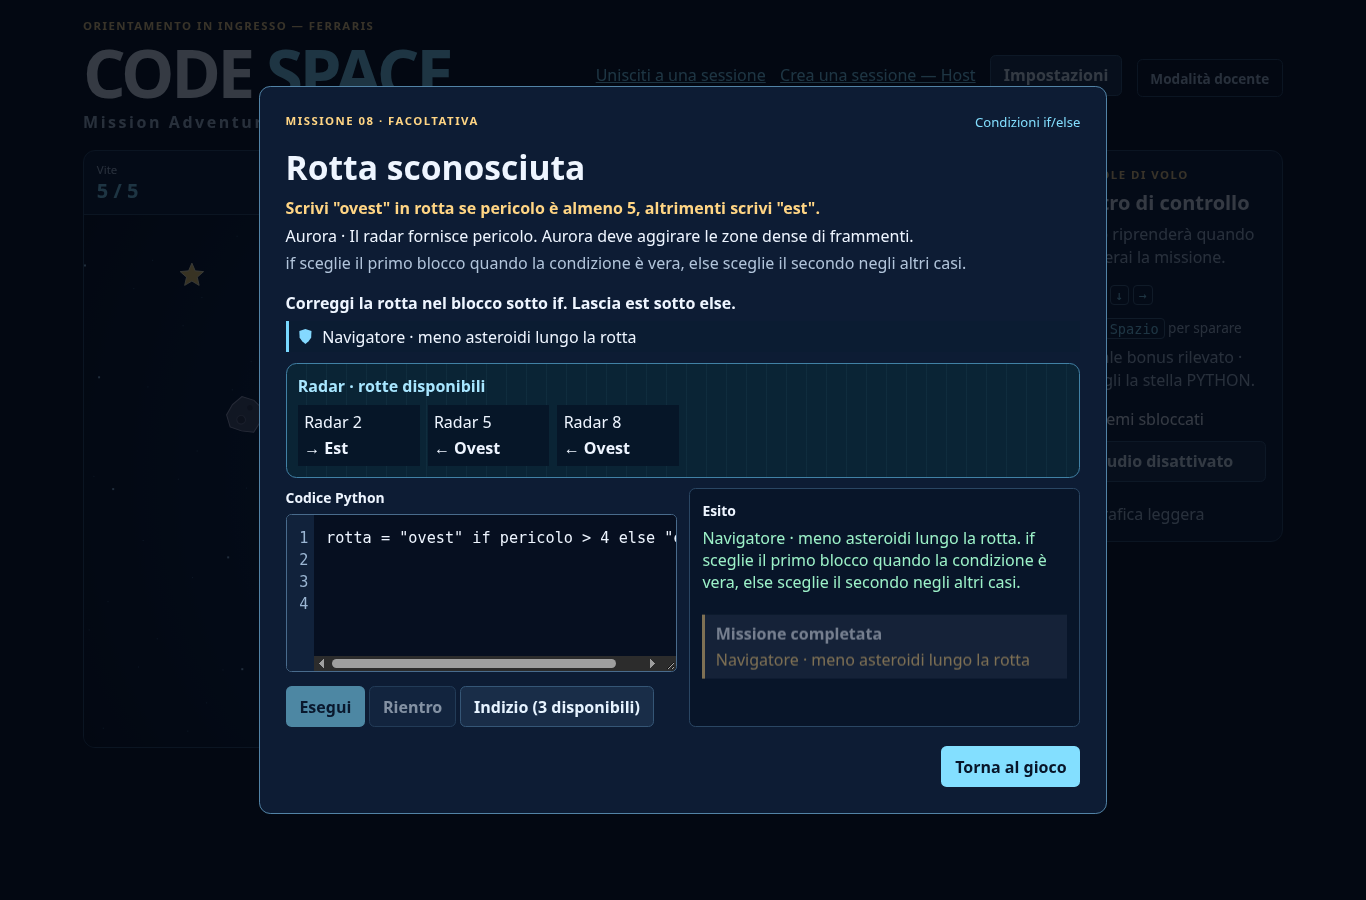 ORIENTAMENTO IN INGRESSO — FERRARIS
CODE SPACE
Mission Adventur
Unisciti a una sessione
Crea una sessione — Host
Impostazioni
Modalità docente
Vite
5 / 5
MISSIONE 08 · FACOLTATIVA
Condizioni if/else
Rotta sconosciuta
Scrivi "ovest" in rotta se pericolo è almeno 5, altrimenti scrivi "est".
Aurora · Il radar fornisce pericolo. Aurora deve aggirare le zone dense di frammenti.
if sceglie il primo blocco quando la condizione è vera, else sceglie il secondo negli altri casi.
Correggi la rotta nel blocco sotto if. Lascia est sotto else.
Navigatore · meno asteroidi lungo la rotta
Radar · rotte disponibili
Radar 2
→ Est
Radar 5
← Ovest
Radar 8
← Ovest
Codice Python
1 rotta = "ovest" if pericolo > 4 else "
2
3
4
Esegui
Rientro
Indizio (3 disponibili)
Esito
Navigatore · meno asteroidi lungo la rotta. if
sceglie il primo blocco quando la condizione è
vera, else sceglie il secondo negli altri casi.
Missione completata
Navigatore · meno asteroidi lungo la rotta
Torna al gioco
OLE DI VOLO
tro di controllo
riprenderà quando
erai la missione.
↓ →
Spazio per sparare
ale bonus rilevato ·
gli la stella PYTHON.
emi sbloccati
udio disattivato
afica leggera